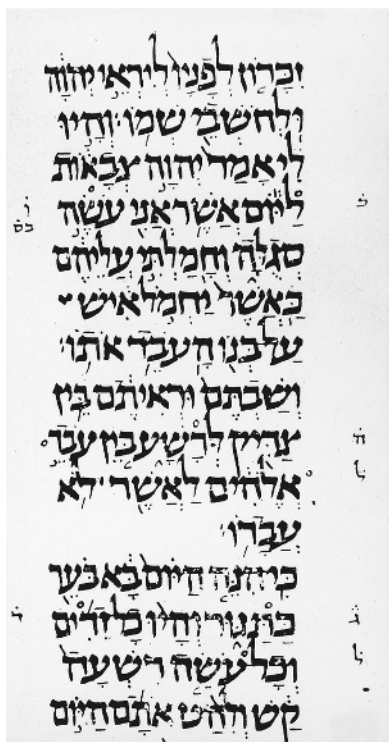 זכרון לפניו ליראי יהוה
ולחשבי שמו והיו
לי אמר יהוה צבאות
ליום אשר אני עשה
סגלה וחמלתי עליהם
כאשר יחמל איש
על בנו העבד אתו
ושבתם וראיתם בין
צדיק לרשע בין עבד
אלהים לאשר לא
עבדו
כי הנה היום בא בער
כתנור והיו כל זדים
וכל עשה רשעה
קש ולהט אתם היום